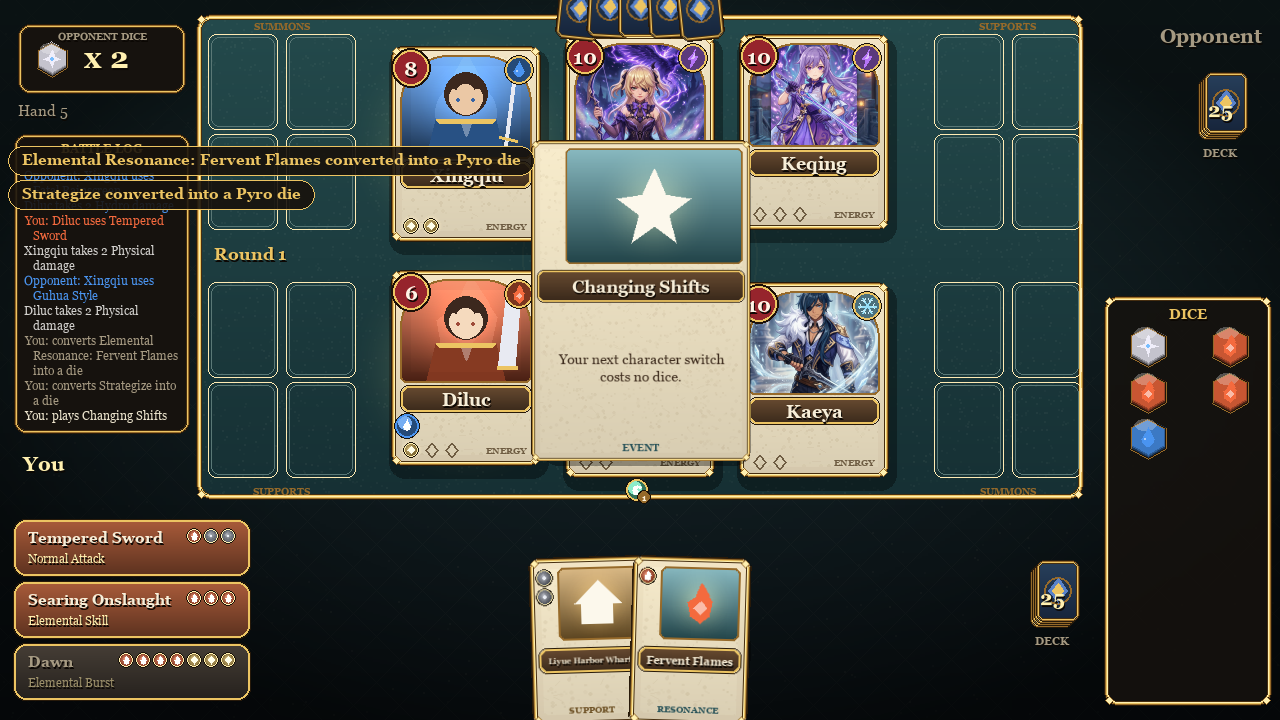 OPPONENT DICE
x 2
Hand 5
SUMMONS
SUPPORTS
Opponent
25
DECK
8
10
10
Xingqiu
Keqing
ENERGY
ENERGY
Elemental Resonance: Fervent Flames converted into a Pyro die
Strategize converted into a Pyro die
You: Diluc uses Tempered
Sword
Xingqiu takes 2 Physical
damage
Opponent: Xingqiu uses
Guhua Style
Diluc takes 2 Physical
damage
You: converts Elemental
Resonance: Fervent Flames
into a die
You: converts Strategize into
a die
You: plays Changing Shifts
Round 1
Changing Shifts
Your next character switch
costs no dice.
EVENT
6
10
Diluc
Kaeya
ENERGY
ENERGY
ENERGY
DICE
You
SUPPORTS
SUMMONS
1
Tempered Sword
Normal Attack
Searing Onslaught
Elemental Skill
Dawn
Elemental Burst
Liyue Harbor Wharf
SUPPORT
Fervent Flames
RESONANCE
25
DECK